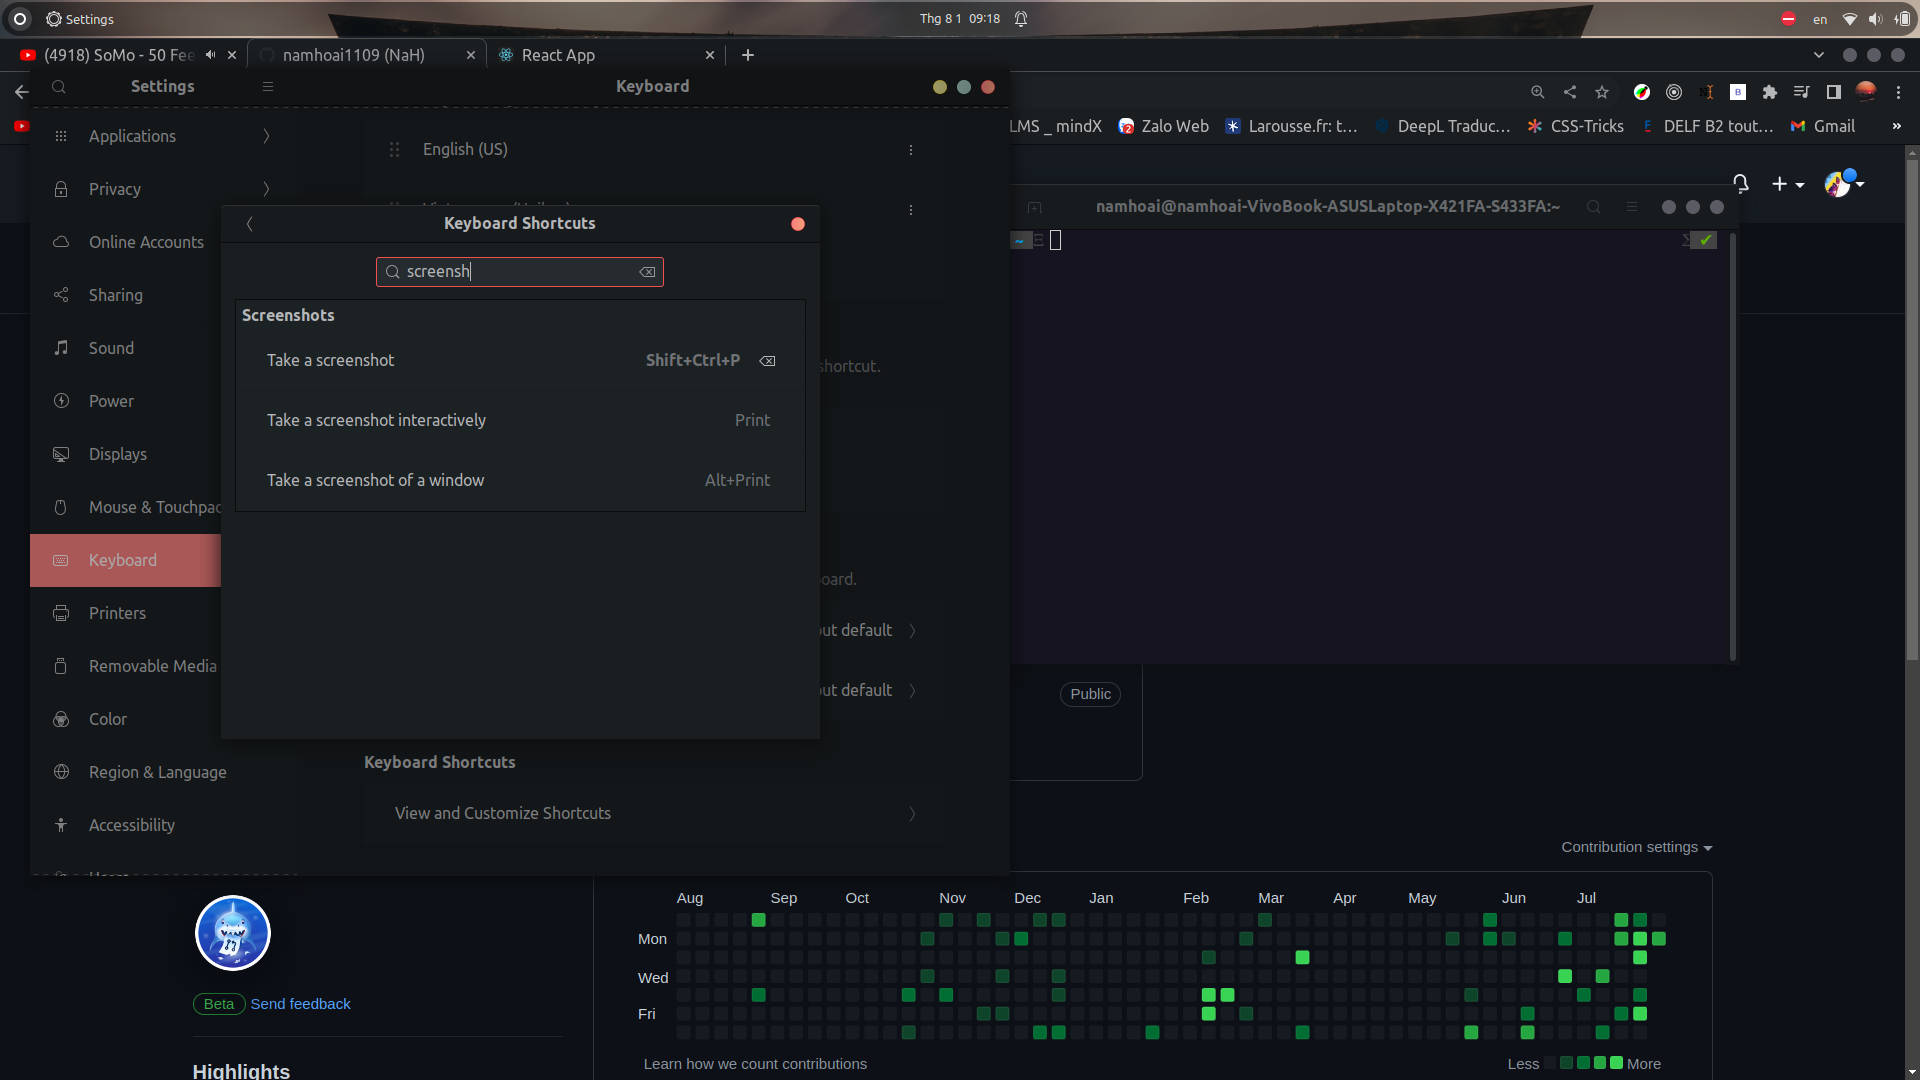 Settings
Thg 8 1 09:18
en
(4918) SoMo - 50 Fee
namhoai1109 (NaH)
React App
Settings
Keyboard
LMS _ mindX
Zalo Web
Larousse.fr: t...
DeepL Traduc...
CSS-Tricks
DELF B2 tout...
Gmail
»
Applications
Privacy
Online Accounts
Sharing
Sound
Power
Displays
Mouse & Touchpad
Keyboard
Printers
Removable Media
Color
Region & Language
Accessibility
English (US)
Keyboard Shortcuts
screensh
Screenshots
Take a screenshot
Shift+Ctrl+P
Take a screenshot interactively
Print
Take a screenshot of a window
Alt+Print
shortcut.
board.
out default
out default
Keyboard Shortcuts
View and Customize Shortcuts
namhoai@namhoai-VivoBook-ASUSLaptop-X421FA-S433FA:~
~
Public
Contribution settings
Aug Sep Oct Nov Dec Jan Feb Mar Apr May Jun Jul
Mon
Wed
Fri
Learn how we count contributions
Less
More
Beta Send feedback
Highlights